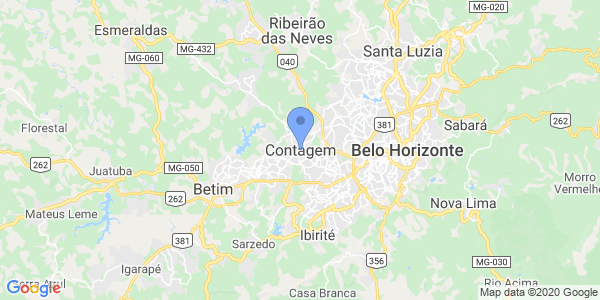 MG-020
Ribeirão
das Neves
Esmeraldas
MG-432
Santa Luzia
MG-060
040
Florestal
381
262
Sabará
Contagem
Belo Horizonte
262
Juatuba
MG-050
Morro
Vermelho
Betim
262
Nova Lima
Mateus Leme
Ibirité
381
Sarzedo
356
MG-030
Igarapé
Serra Azul
Rio Acima
Casa Branca
Google
Map data ©2020 Google